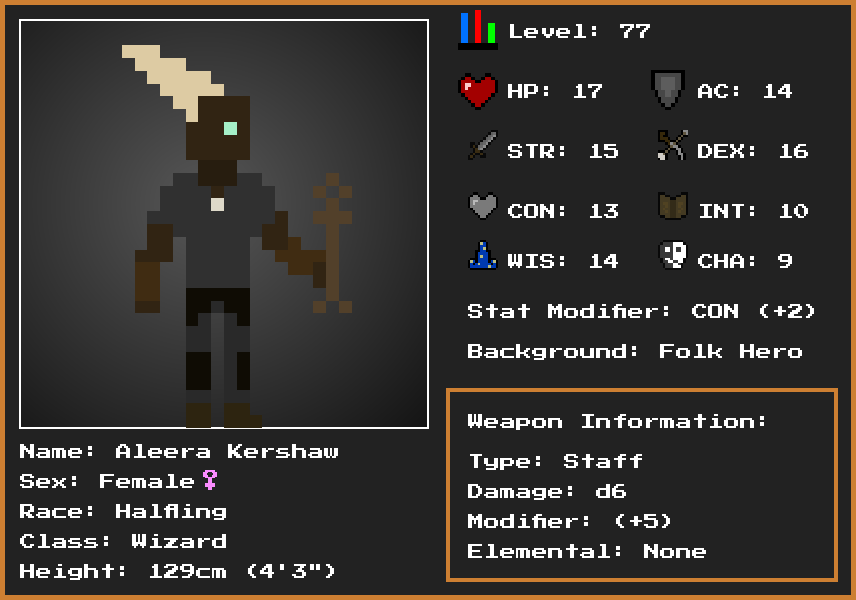 Level: 77
HP: 17 AC: 14
STR: 15 DEX: 16
CON: 13 INT: 10
WIS: 14 CHA: 9
Stat Modifier: CON (+2)
Background: Folk Hero
Weapon Information:
Type: Staff
Damage: d6
Modifier: (+5)
Elemental: None
Name: Aleera Kershaw
Sex: Female♀
Race: Halfling
Class: Wizard
Height: 129cm (4'3")